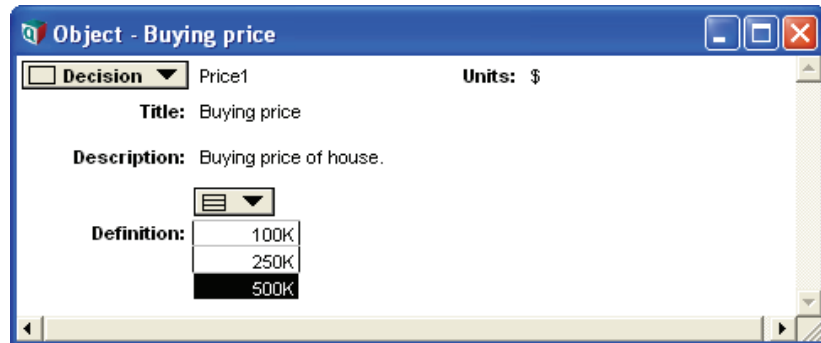 Object - Buying price
Decision Price1 Units: $
Title: Buying price
Description: Buying price of house.
Definition:
100K
250K
500K